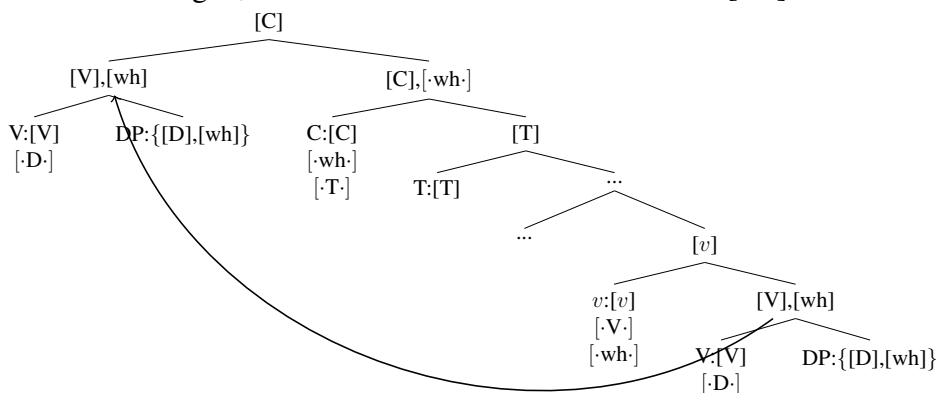 [C]
[V],[wh] [C],[·wh·]
V:[V] DP:{[D],[wh]} C:[C] [T]
[·D·] [·wh·]
[·T·] T:[T] ...
... [v]
v:[v] [V],[wh]
[·V·]
[·wh·] V:[V] DP:{[D],[wh]}
[·D·]